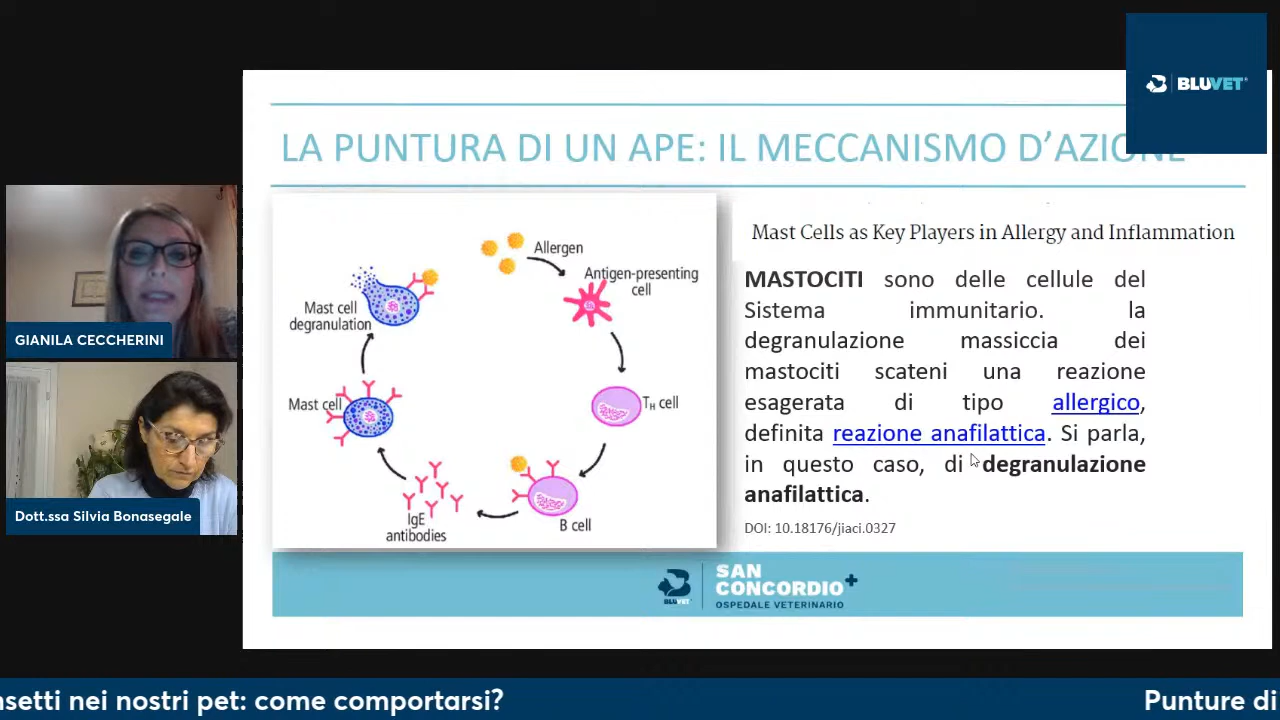 BLUVET
LA PUNTURA DI UN APE: IL MECCANISMO D’AZIONE
Allergen
Antigen-presenting
cell
TH cell
B cell
IgE
antibodies
Mast cell
Mast cell
degranulation
Mast Cells as Key Players in Allergy and Inflammation
MASTOCITI sono delle cellule del
Sistema immunitario. la
degranulazione massiccia dei
mastociti scateni una reazione
esagerata di tipo allergico,
definita reazione anafilattica. Si parla,
in questo caso, di degranulazione
anafilattica.
DOI: 10.18176/jiaci.0327
GIANILA CECCHERINI
Dott.ssa Silvia Bonasegale
BLUVET
SAN
CONCORDIO
OSPEDALE VETERINARIO
nsetti nei nostri pet: come comportarsi?
Punture di